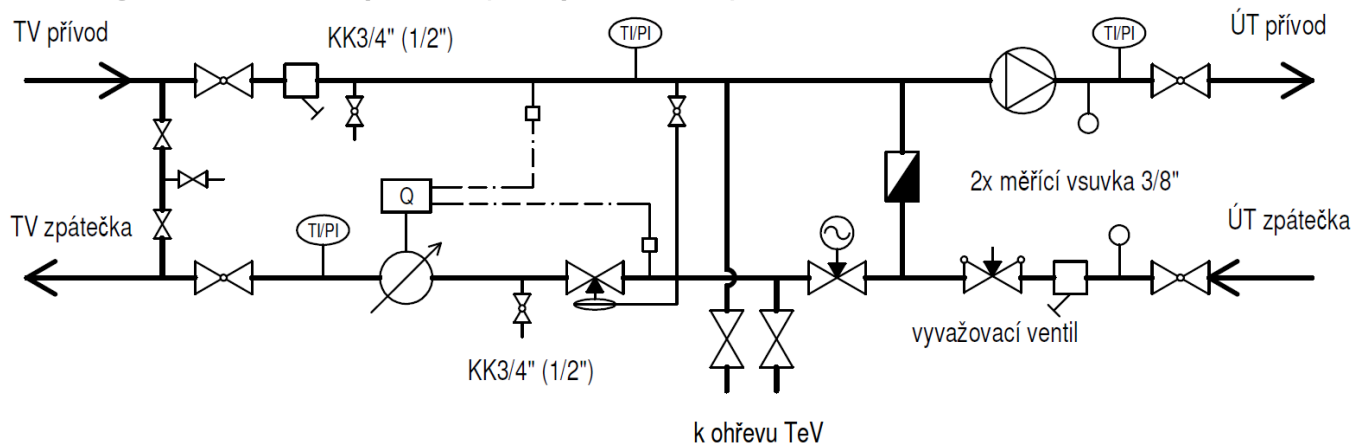 TV přívod
KK3/4" (1/2")
TI/PI
TI/PI
ÚT přívod
2x měřící vsuvka 3/8"
Q
TV zpátečka
TI/PI
ÚT zpátečka
vyvažovací ventil
KK3/4" (1/2")
k ohřevu TeV